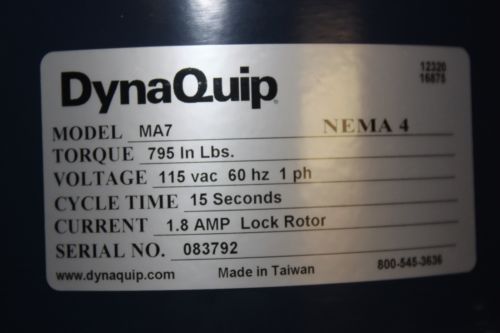 12320
16875
DynaQuip
MODEL MA7 NEMA 4
TORQUE 795 In Lbs.
VOLTAGE 115 vac 60 hz 1 ph
CYCLE TIME 15 Seconds
CURRENT 1.8 AMP Lock Rotor
SERIAL NO. 083792
www.dynaquip.com Made in Taiwan 800-545-3636